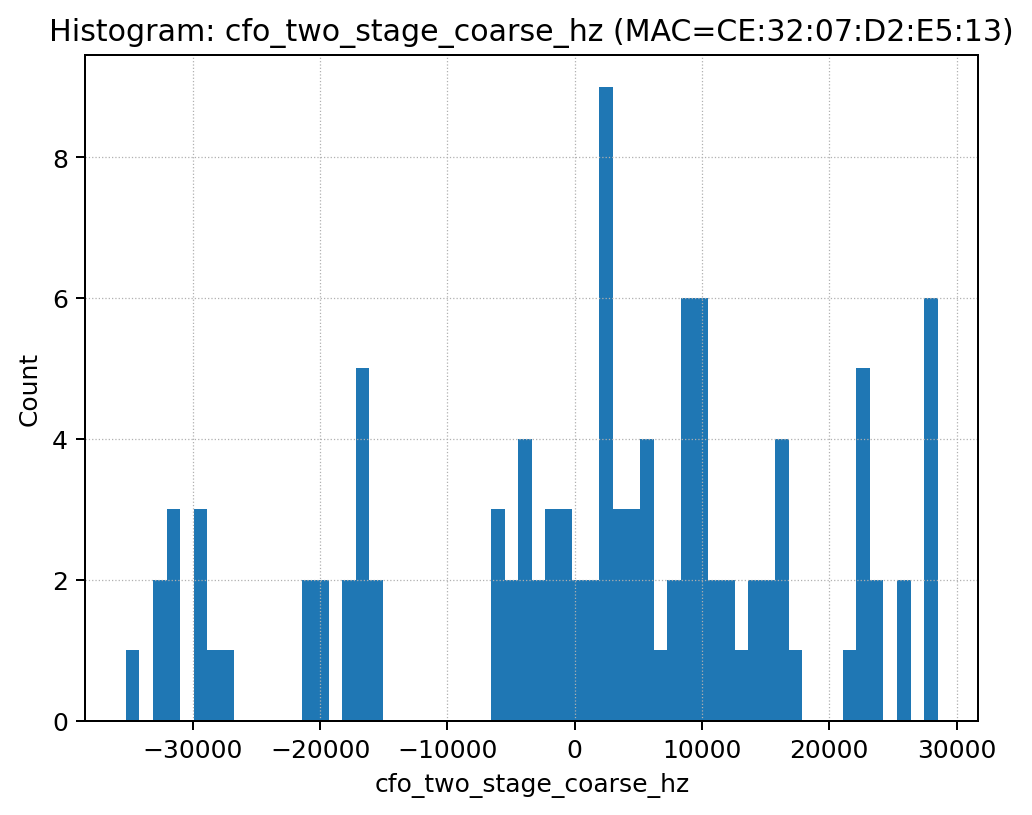 Histogram: cfo_two_stage_coarse_hz (MAC=CE:32:07:D2:E5:13)
Count
8
6
4
2
0
−30000 −20000 −10000 0 10000 20000 30000
cfo_two_stage_coarse_hz